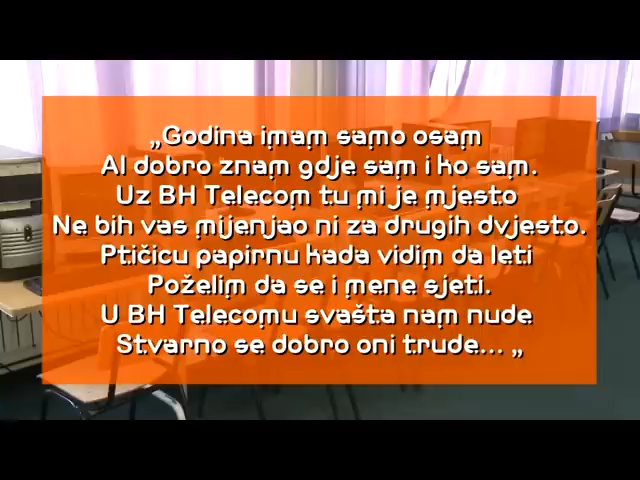 „Godina imam samo osam
Al dobro znam gdje sam i ko sam.
Uz BH Telecom tu mi je mjesto
Ne bih vas mijenjao ni za drugih dvjesto.
Ptičicu papirnu kada vidim da leti
Poželim da se i mene sjeti.
U BH Telecomu svašta nam nude
Stvarno se dobro oni trude... „